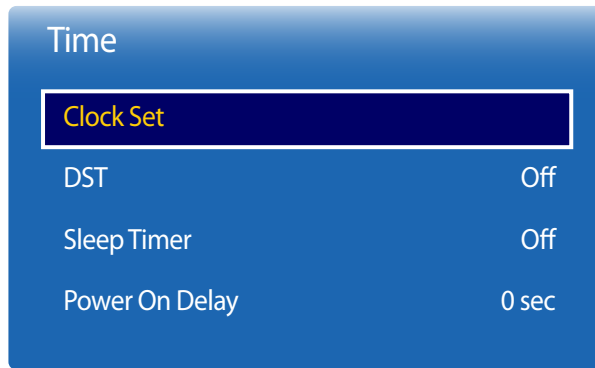 Time
Clock Set
DST Off
Sleep Timer Off
Power On Delay 0 sec